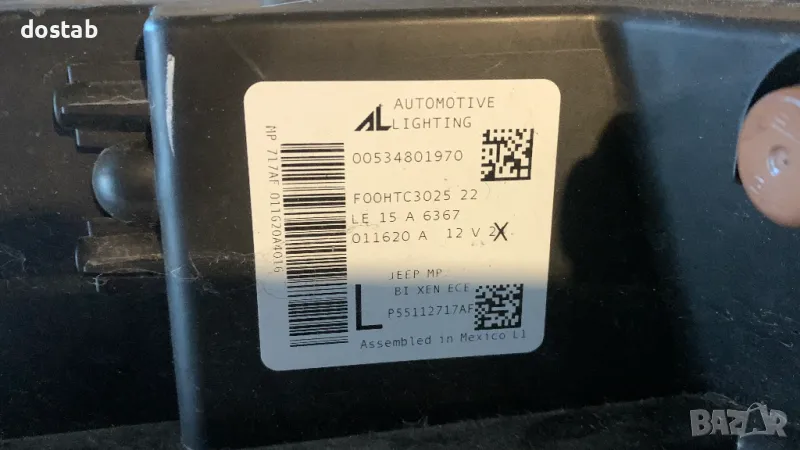 dostab
AL AUTOMOTIVE
LIGHTING
00534801970
F00HTC3025 22
LE 15 A 6367
011620 A 12 V
JEEP MP
BI XEN ECE
L P55112717AF
Assembled in Mexico L1
MP 717AF 011620A4016
BAZAR